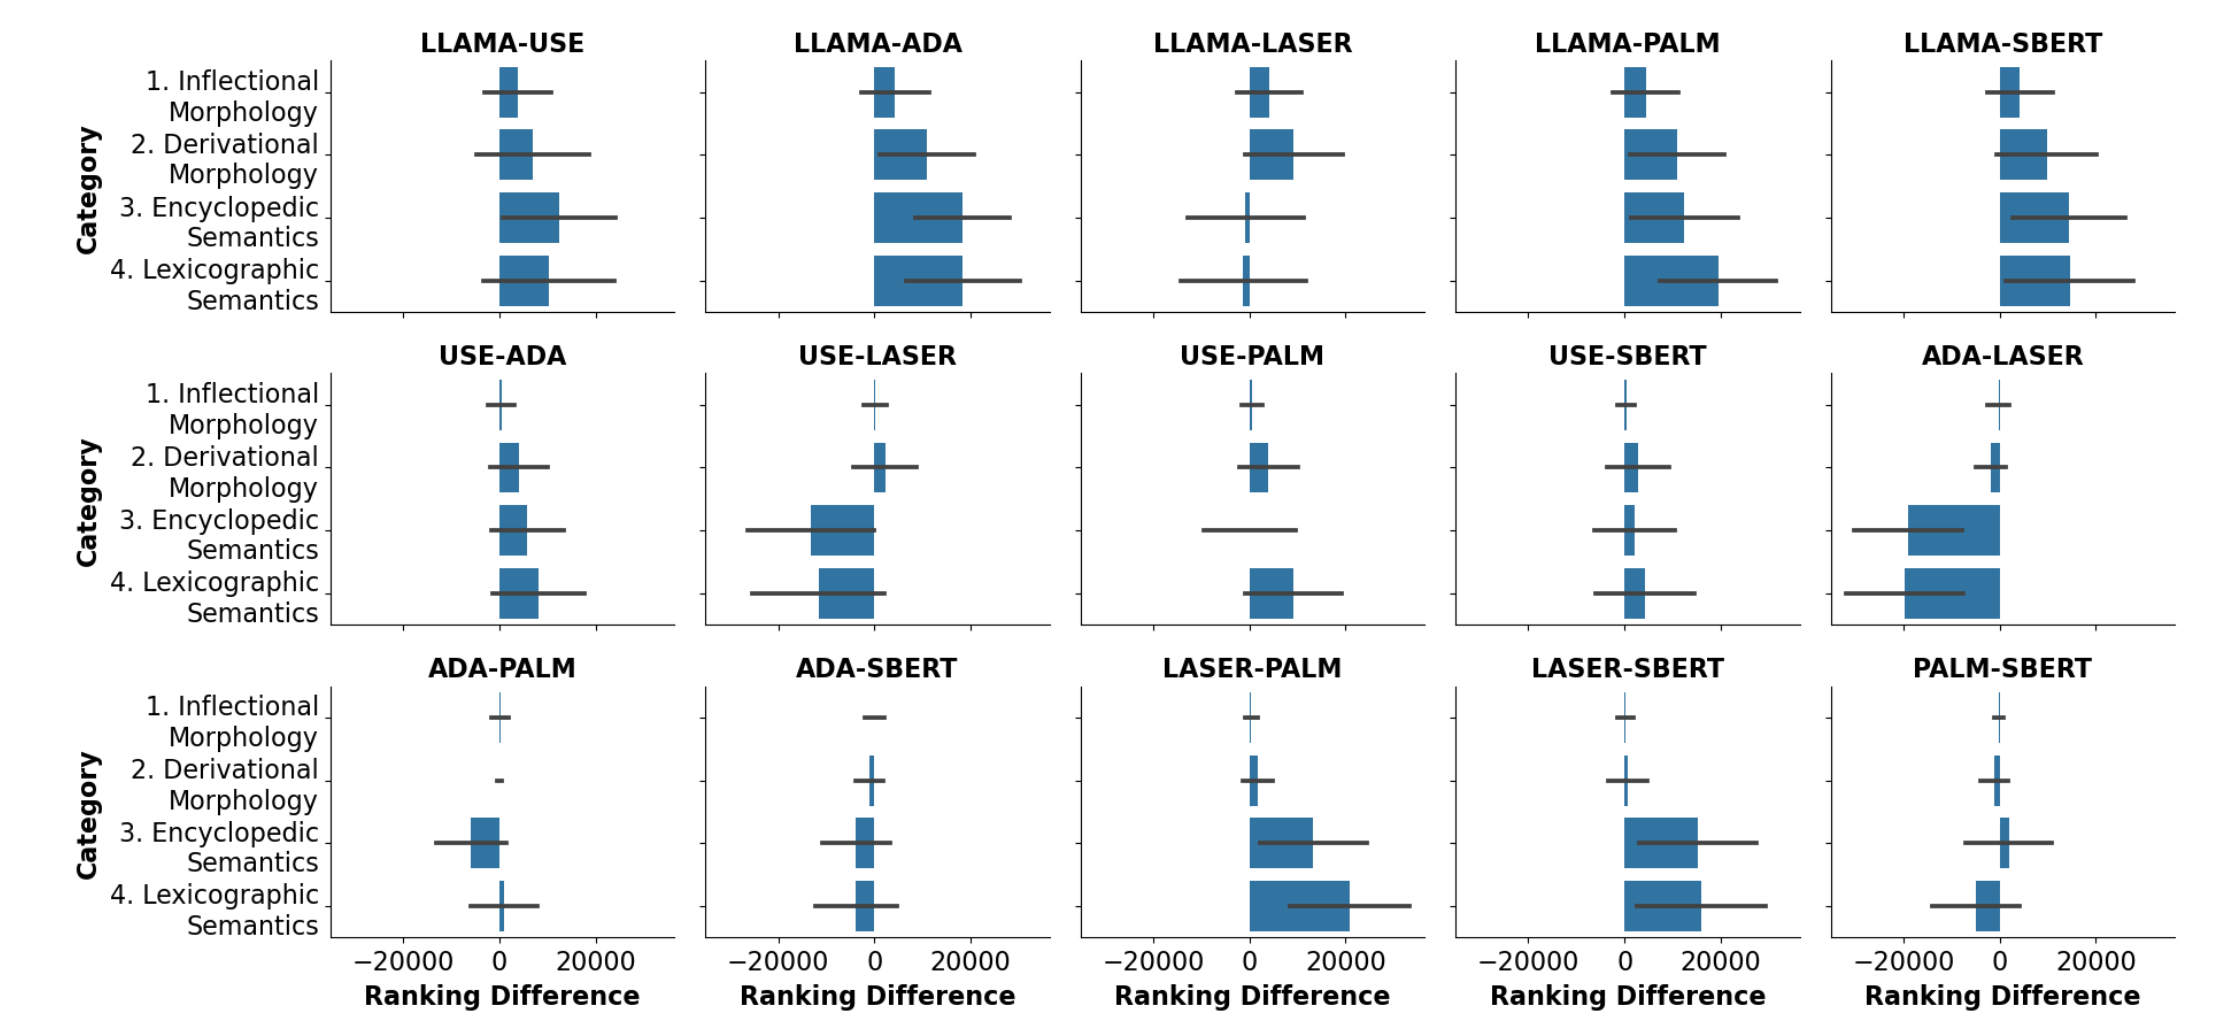 LLAMA-USE
LLAMA-ADA
LLAMA-LASER
LLAMA-PALM
LLAMA-SBERT
Category
1. Inflectional
Morphology
2. Derivational
Morphology
3. Encyclopedic
Semantics
4. Lexicographic
Semantics
USE-ADA
USE-LASER
USE-PALM
USE-SBERT
ADA-LASER
Category
1. Inflectional
Morphology
2. Derivational
Morphology
3. Encyclopedic
Semantics
4. Lexicographic
Semantics
ADA-PALM
ADA-SBERT
LASER-PALM
LASER-SBERT
PALM-SBERT
Category
1. Inflectional
Morphology
2. Derivational
Morphology
3. Encyclopedic
Semantics
4. Lexicographic
Semantics
−20000 0 20000
−20000 0 20000
−20000 0 20000
−20000 0 20000
−20000 0 20000
Ranking Difference
Ranking Difference
Ranking Difference
Ranking Difference
Ranking Difference